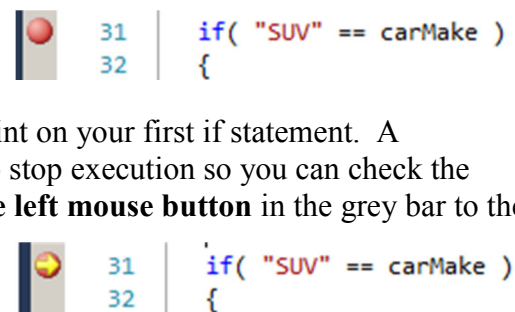 31 if( "SUV" == carMake )
32 {
int on your first if statement. A
stop execution so you can check the
left mouse button in the grey bar to the
31 if( "SUV" == carMake )
32 {